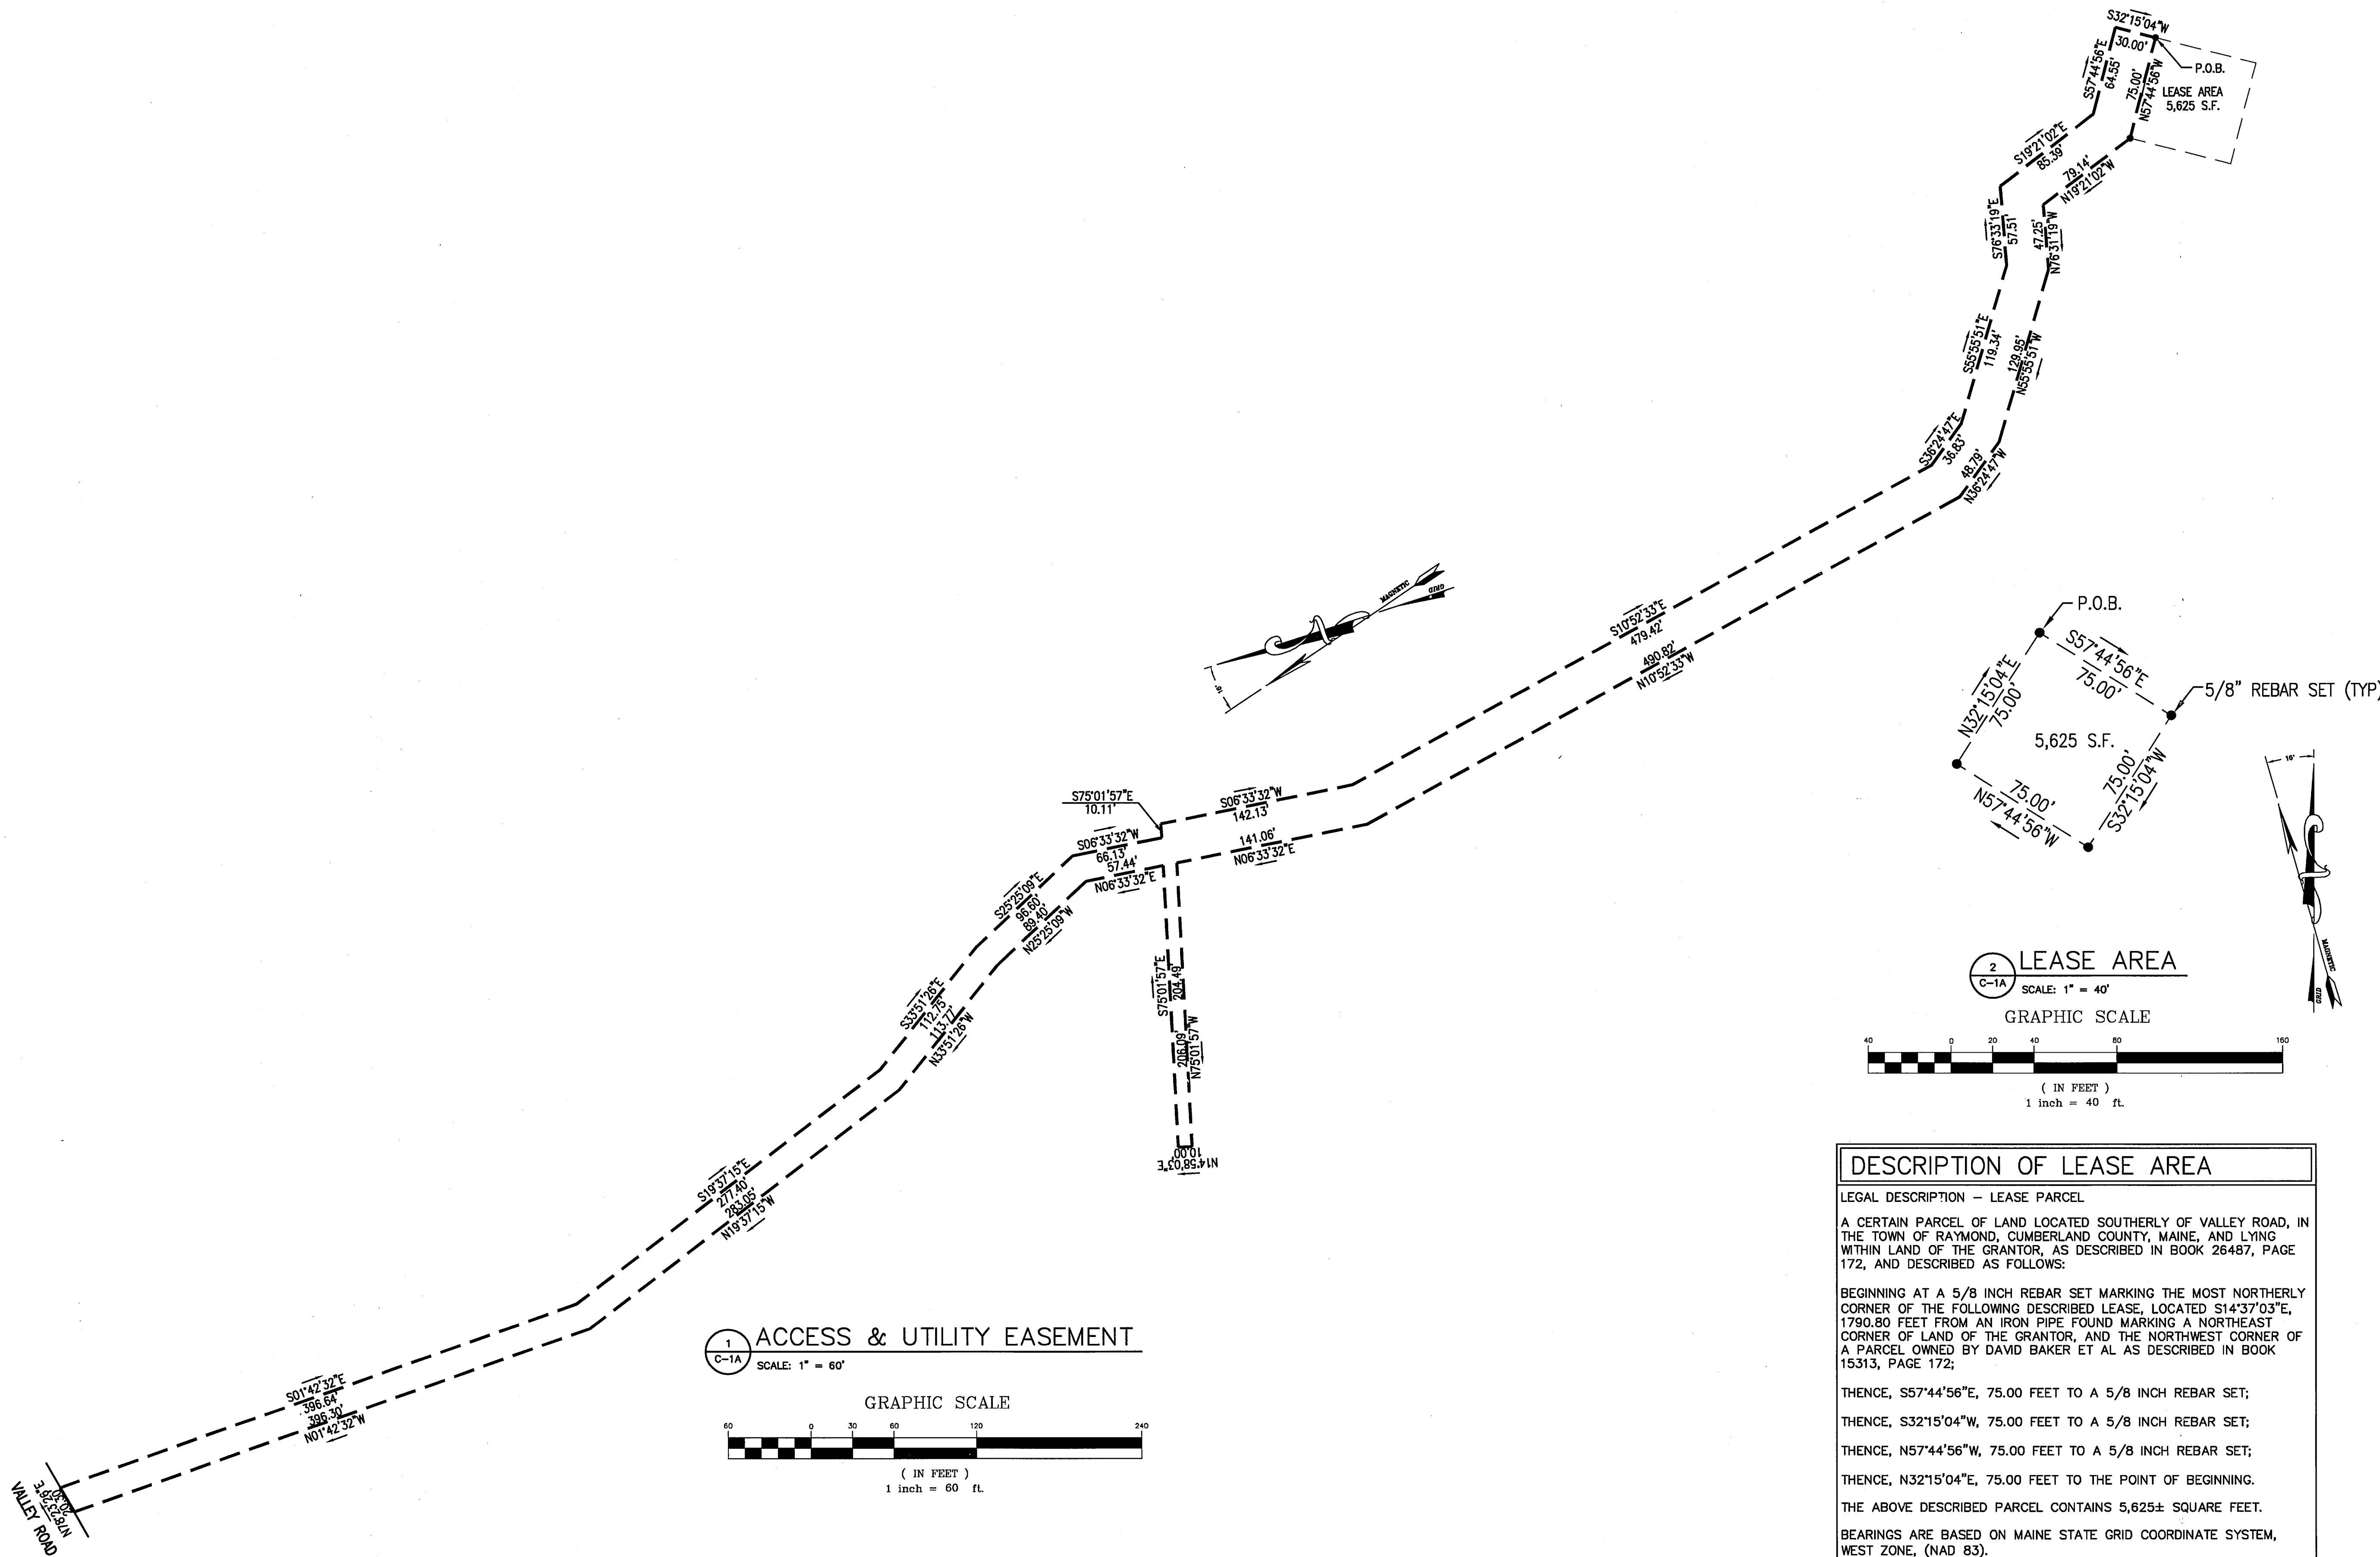 S32°15'04"W
30.00'
P.O.B.
S57°44'56"E
64.55'
75.00'
N57°44'56"W
LEASE AREA
5,625 S.F.
S19°21'02"E
85.39'
79.14'
N19°21'02"W
S76°33'19"E
57.51'
47.25'
N76°31'19"W
S55°55'51"E
119.34'
129.95'
N55°55'51"W
S36°24'47"E
36.83'
48.79'
N36°24'47"W
MAGNETIC
GRID
16'
S10°52'33"E
479.42'
490.82'
N10°52'33"W
S75°01'57"E
10.11'
S06°33'32"W
142.13'
141.06'
N06°33'32"E
S06°33'32"W
66.13'
57.44'
N06°33'32"E
S25°25'09"E
96.60'
89.40'
N25°25'09"W
S33°51'26"E
112.75'
113.77'
N33°51'26"W
S75°01'57"E
204.49'
206.09'
N75°01'57"W
10.00'
N14°58'03"E
S19°37'15"E
277.40'
283.05'
N19°37'15"W
S01°42'32"E
396.64'
396.30'
N01°42'32"W
20.30'
N78°23'26"E
VALLEY ROAD
1
C-1A
ACCESS & UTILITY EASEMENT
SCALE: 1" = 60'
GRAPHIC SCALE
60 0 30 60 120 240
( IN FEET )
1 inch = 60 ft.
P.O.B.
S57°44'56"E
75.00'
5/8" REBAR SET (TYP)
N32°15'04"E
75.00'
5,625 S.F.
75.00'
S32°15'04"W
75.00'
N57°44'56"W
16'
MAGNETIC
GRID
2
C-1A
LEASE AREA
SCALE: 1" = 40'
GRAPHIC SCALE
40 0 20 40 80 160
( IN FEET )
1 inch = 40 ft.
DESCRIPTION OF LEASE AREA
LEGAL DESCRIPTION – LEASE PARCEL
A CERTAIN PARCEL OF LAND LOCATED SOUTHERLY OF VALLEY ROAD, IN
THE TOWN OF RAYMOND, CUMBERLAND COUNTY, MAINE, AND LYING
WITHIN LAND OF THE GRANTOR, AS DESCRIBED IN BOOK 26487, PAGE
172, AND DESCRIBED AS FOLLOWS:
BEGINNING AT A 5/8 INCH REBAR SET MARKING THE MOST NORTHERLY
CORNER OF THE FOLLOWING DESCRIBED LEASE, LOCATED S14°37'03"E,
1790.80 FEET FROM AN IRON PIPE FOUND MARKING A NORTHEAST
CORNER OF LAND OF THE GRANTOR, AND THE NORTHWEST CORNER OF
A PARCEL OWNED BY DAVID BAKER ET AL AS DESCRIBED IN BOOK
15313, PAGE 172;
THENCE, S57°44'56"E, 75.00 FEET TO A 5/8 INCH REBAR SET;
THENCE, S32°15'04"W, 75.00 FEET TO A 5/8 INCH REBAR SET;
THENCE, N57°44'56"W, 75.00 FEET TO A 5/8 INCH REBAR SET;
THENCE, N32°15'04"E, 75.00 FEET TO THE POINT OF BEGINNING.
THE ABOVE DESCRIBED PARCEL CONTAINS 5,625± SQUARE FEET.
BEARINGS ARE BASED ON MAINE STATE GRID COORDINATE SYSTEM,
WEST ZONE, (NAD 83).